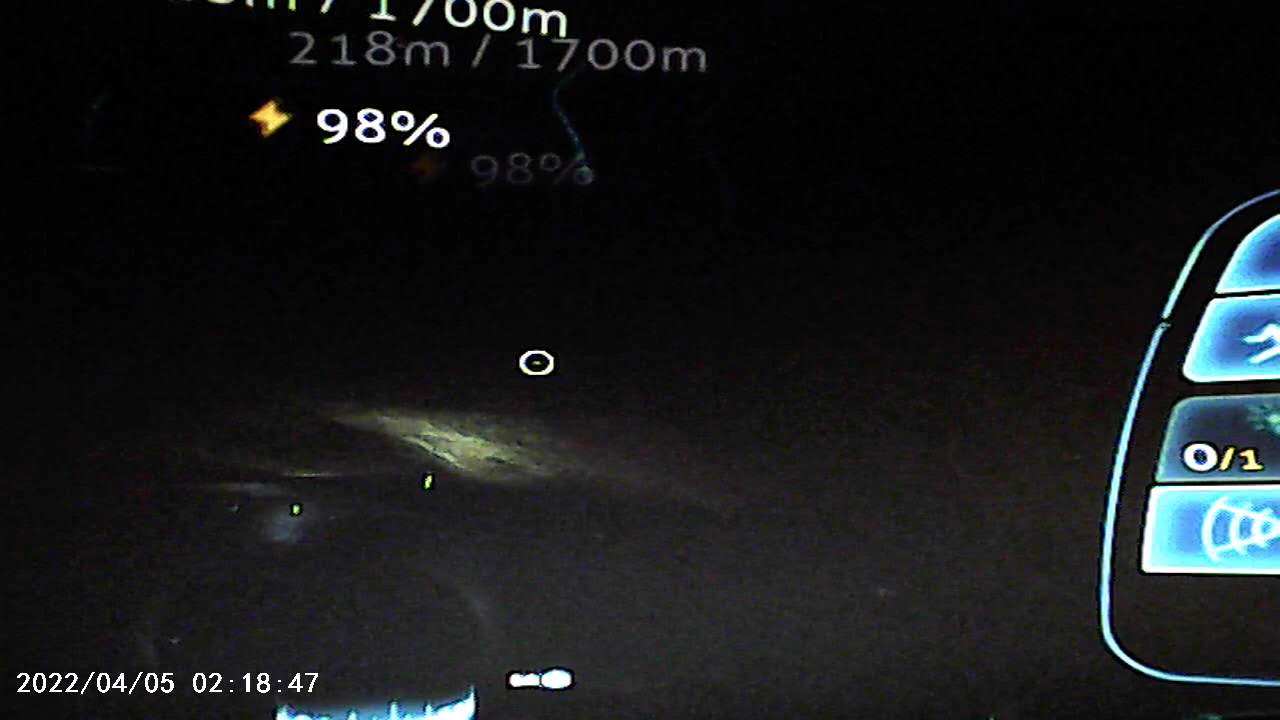 / 1700m
218m / 1700m
98%
98%
0/1
2022/04/05 02:18:47